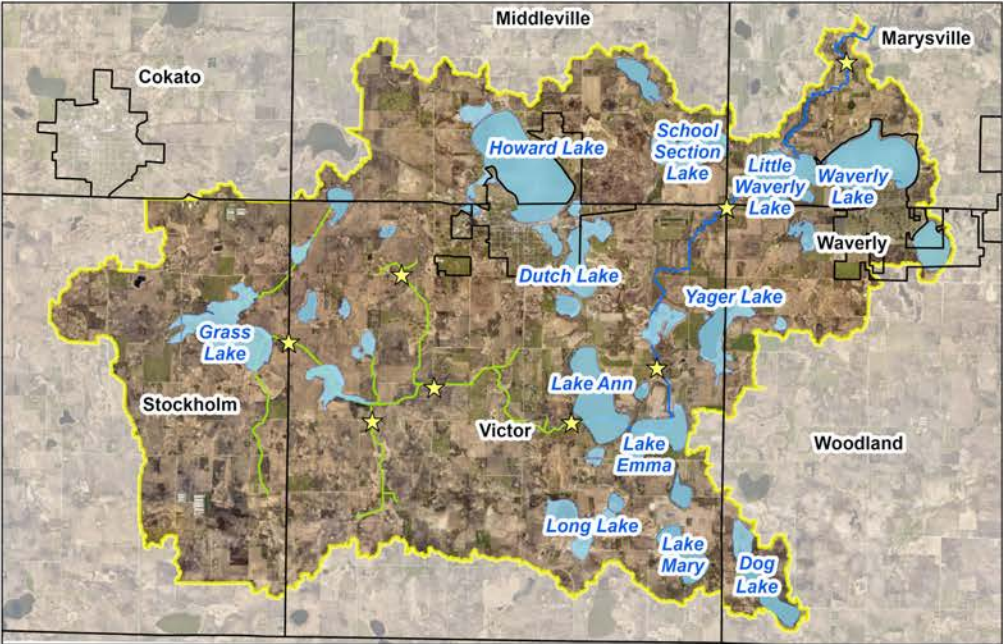 Middleville
Marysville
Cokato
Howard Lake
School
Section
Lake
Little
Waverly
Lake
Waverly
Lake
Waverly
Dutch Lake
Yager Lake
Grass
Lake
Lake Ann
Stockholm
Victor
Lake
Emma
Woodland
Long Lake
Lake
Mary
Dog
Lake